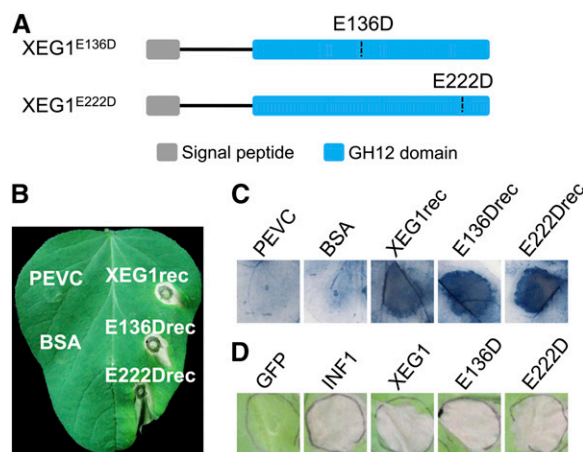 A
E136D
XEG1E136D
E222D
XEG1E222D
Signal peptide
GH12 domain
B
PEVC
XEG1rec
BSA
E136Drec
E222Drec
C
PEVC
BSA
XEG1rec
E136Drec
E222Drec
D
GFP
INF1
XEG1
E136D
E222D